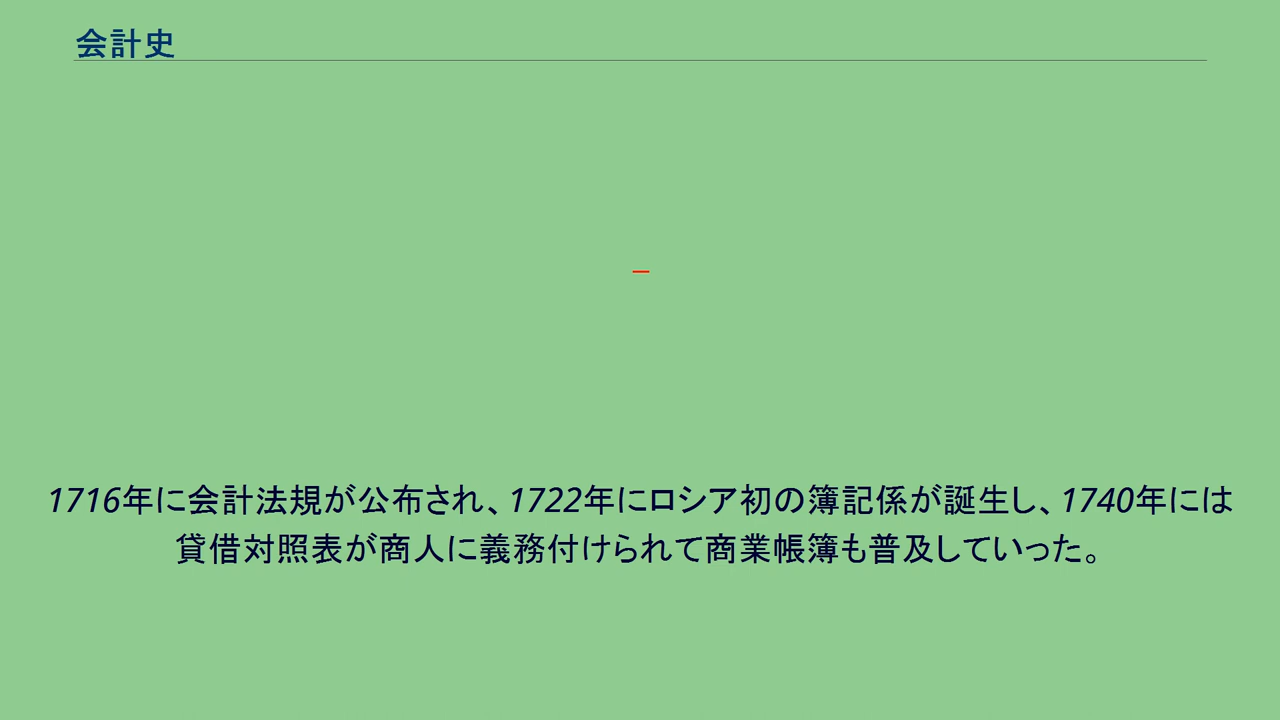 会計史
1716年に会計法規が公布され、1722年にロシア初の簿記係が誕生し、1740年には
貸借対照表が商人に義務付けられて商業帳簿も普及していった。